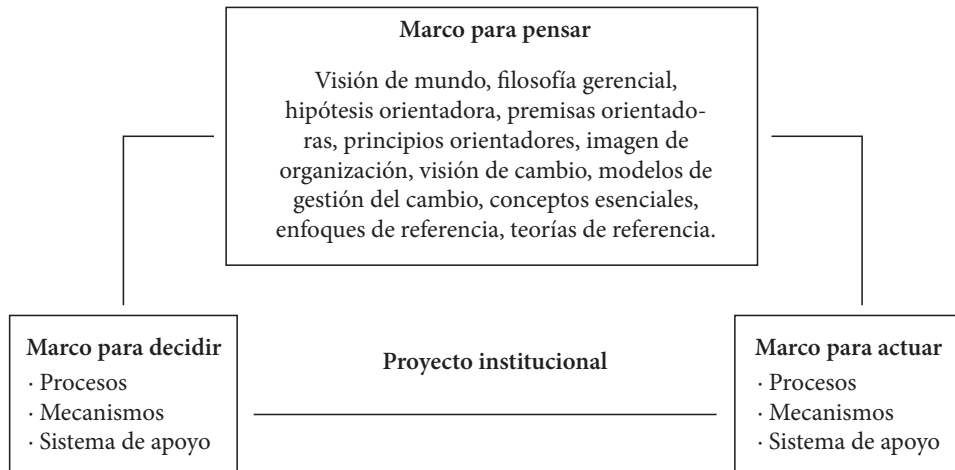 Marco para pensar
Visión de mundo, filosofía gerencial,
hipótesis orientadora, premisas orientado-
ras, principios orientadores, imagen de
organización, visión de cambio, modelos de
gestión del cambio, conceptos esenciales,
enfoques de referencia, teorías de referencia.
Marco para decidir
· Procesos
· Mecanismos
· Sistema de apoyo
Proyecto institucional
Marco para actuar
· Procesos
· Mecanismos
· Sistema de apoyo